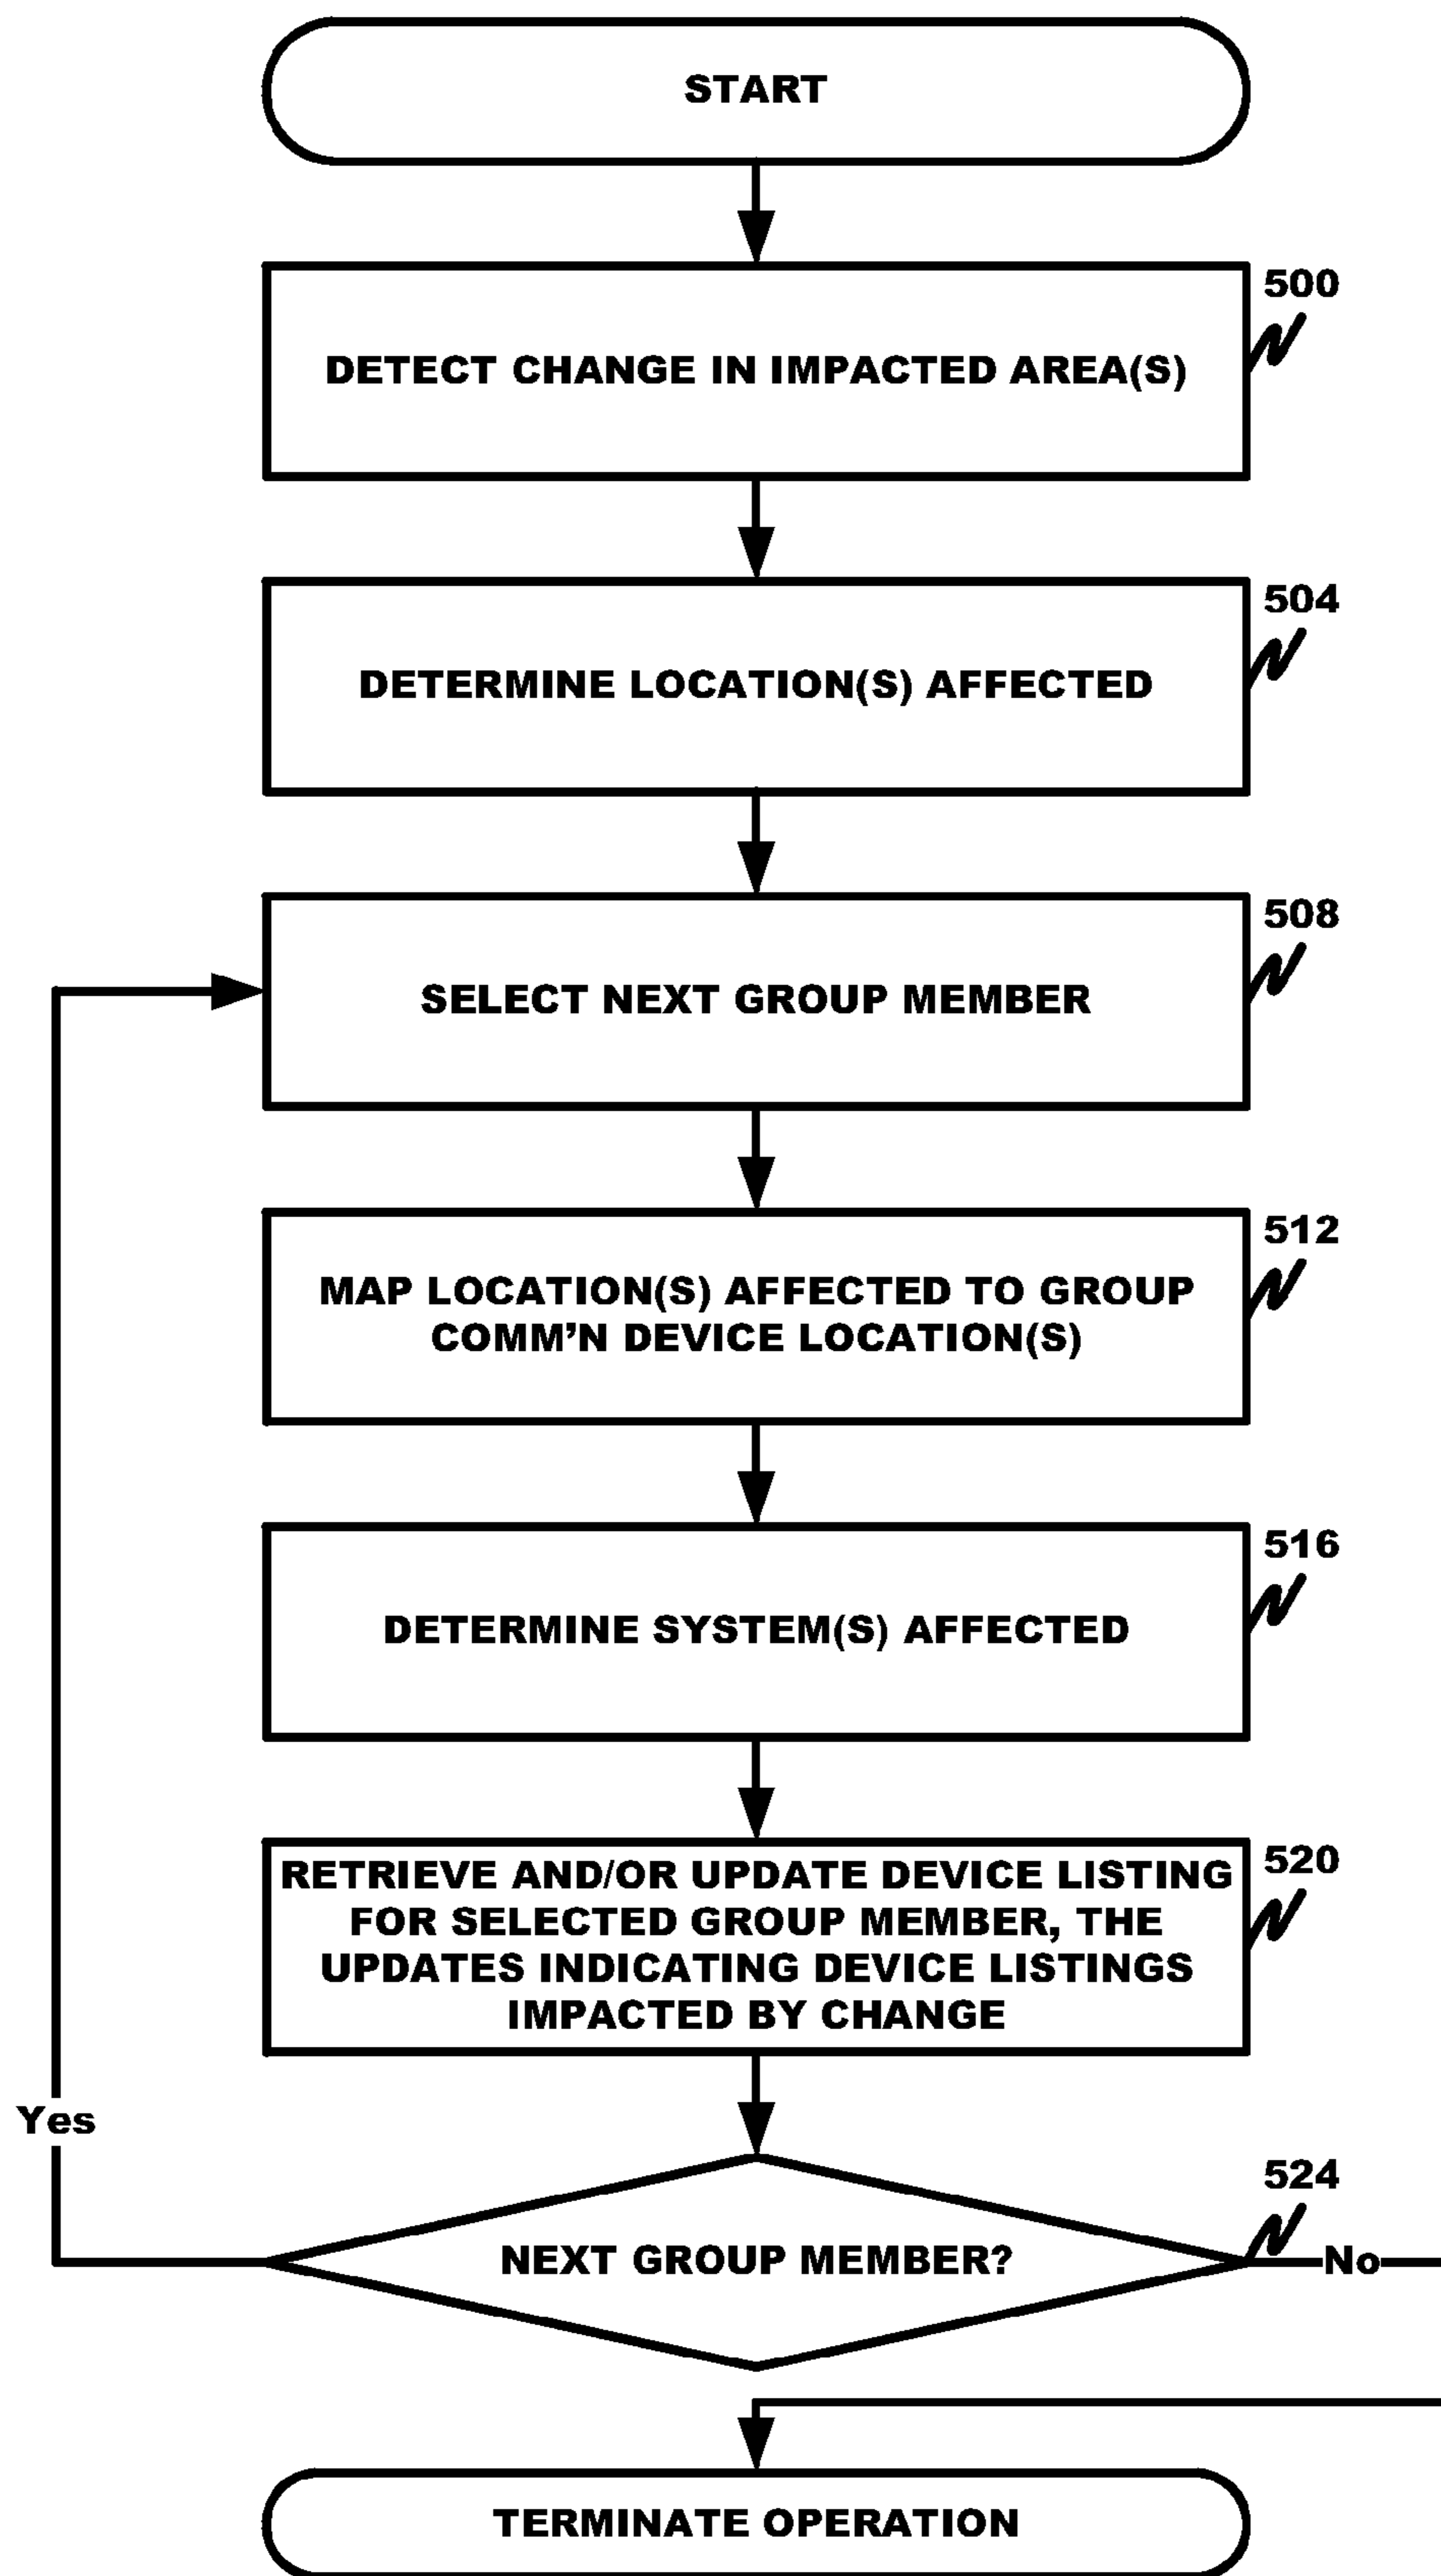 START
500
DETECT CHANGE IN IMPACTED AREA(S)
504
DETERMINE LOCATION(S) AFFECTED
508
SELECT NEXT GROUP MEMBER
512
MAP LOCATION(S) AFFECTED TO GROUP
COMM'N DEVICE LOCATION(S)
516
DETERMINE SYSTEM(S) AFFECTED
520
RETRIEVE AND/OR UPDATE DEVICE LISTING
FOR SELECTED GROUP MEMBER, THE
UPDATES INDICATING DEVICE LISTINGS
IMPACTED BY CHANGE
Yes
524
NEXT GROUP MEMBER?
No
TERMINATE OPERATION